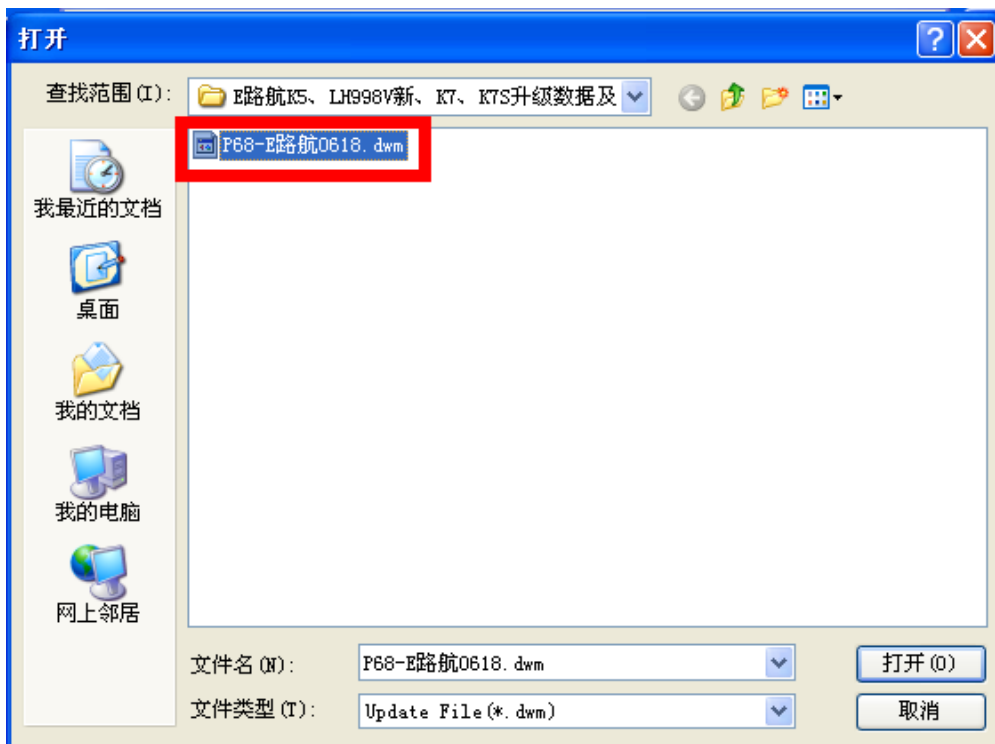 打开
查找范围(I):
E路航K5、LH998V新、K7、K7S升级数据及
P68-E路航0618.dwm
我最近的文档
桌面
我的文档
我的电脑
网上邻居
文件名(N):
P68-E路航0618.dwm
打开(O)
文件类型(T):
Update File(*.dwm)
取消